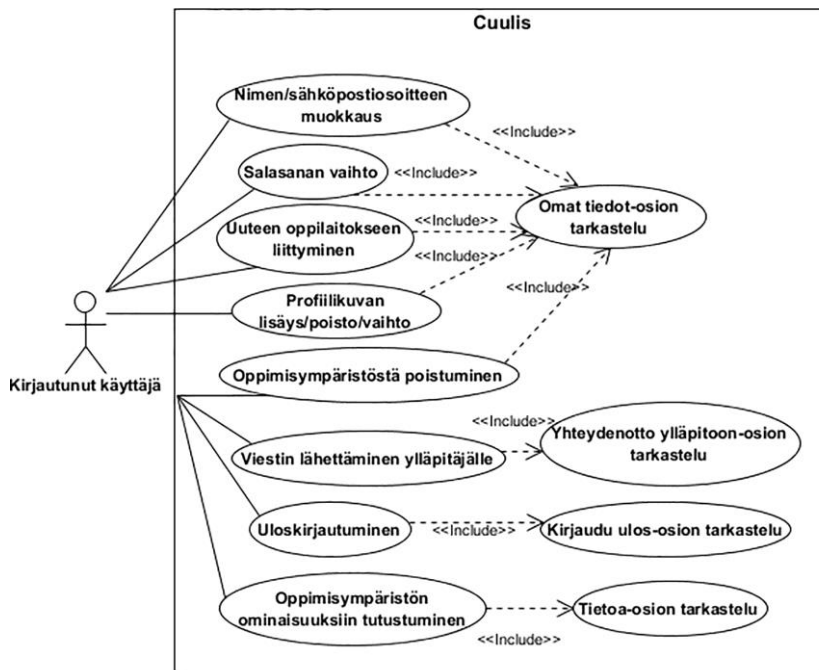 Cuulis
Nimen/sähköpostiosoitteen
muokkaus
<<Include>>
Salasanan vaihto
<<Include>>
Omat tiedot-osion
tarkastelu
Uuteen oppilaitokseen
liittyminen
<<Include>>
<<Include>>
Profiilikuvan
lisäys/poisto/vaihto
<<Include>>
Kirjautunut käyttäjä
Oppimisympäristöstä poistuminen
<<Include>>
Yhteydenotto ylläpitoon-osion
tarkastelu
Viestin lähettäminen ylläpitäjälle
Uloskirjautuminen
<<Include>>
Kirjaudu ulos-osion tarkastelu
Oppimisympäristön
ominaisuuksiin tutustuminen
<<Include>>
Tietoa-osion tarkastelu